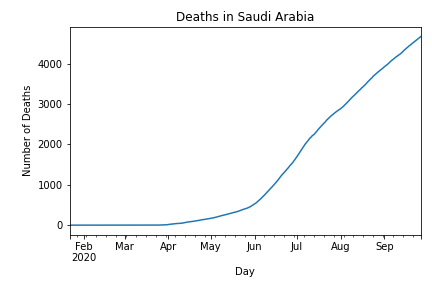 Deaths in Saudi Arabia
Number of Deaths
4000
3000
2000
1000
0
Feb Mar Apr May Jun Jul Aug Sep
2020
Day